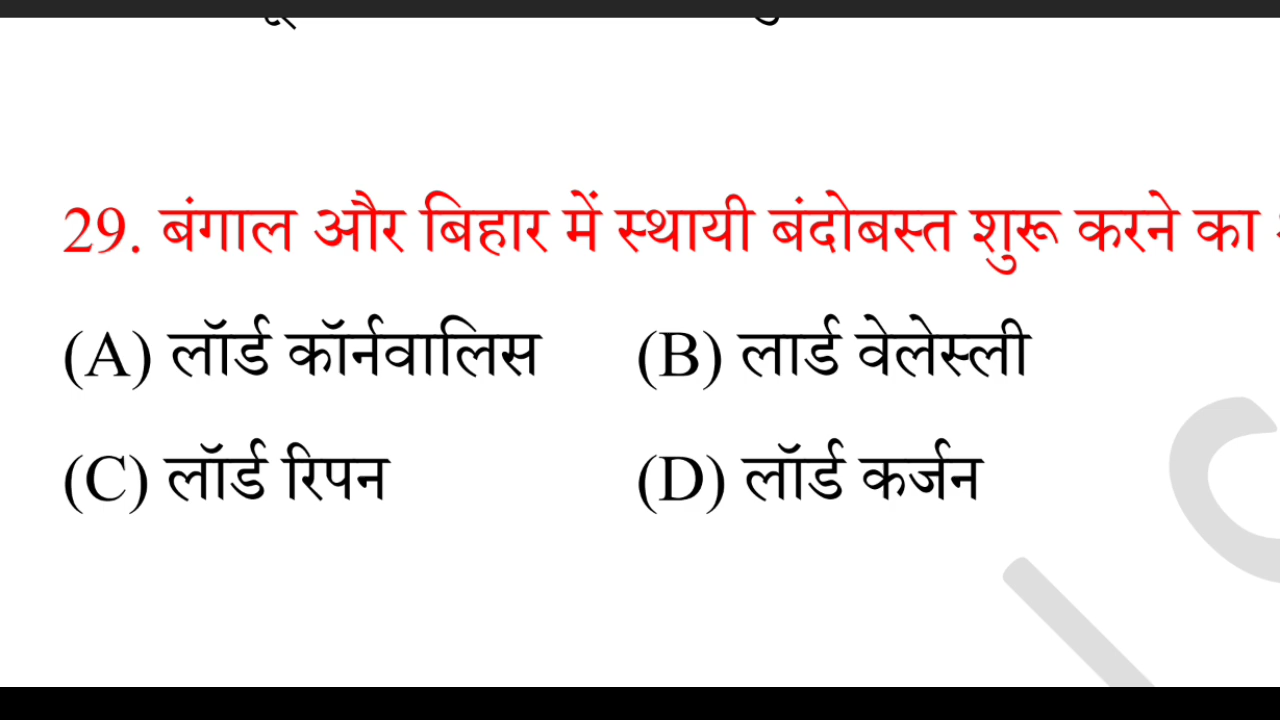 29. बंगाल और बिहार में स्थायी बंदोबस्त शुरू करने का
(A) लॉर्ड कॉर्नवालिस (B) लार्ड वेलेस्ली
(C) लॉर्ड रिपन (D) लॉर्ड कर्जन